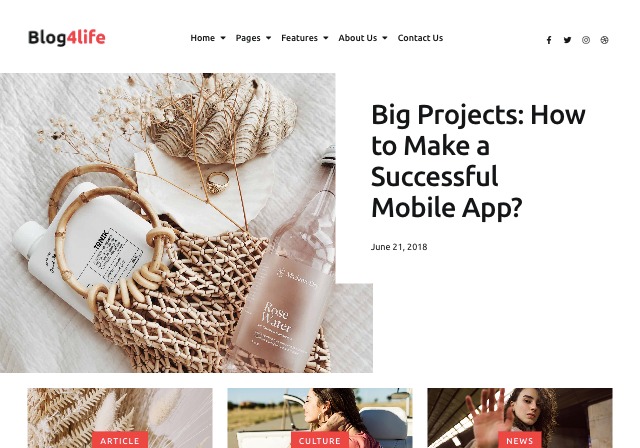 Blog4life
Home
Pages
Features
About Us
Contact Us
Big Projects: How
to Make a
Successful
Mobile App?
June 21, 2018
TONIK
Rose
Water
ARTICLE
CULTURE
NEWS